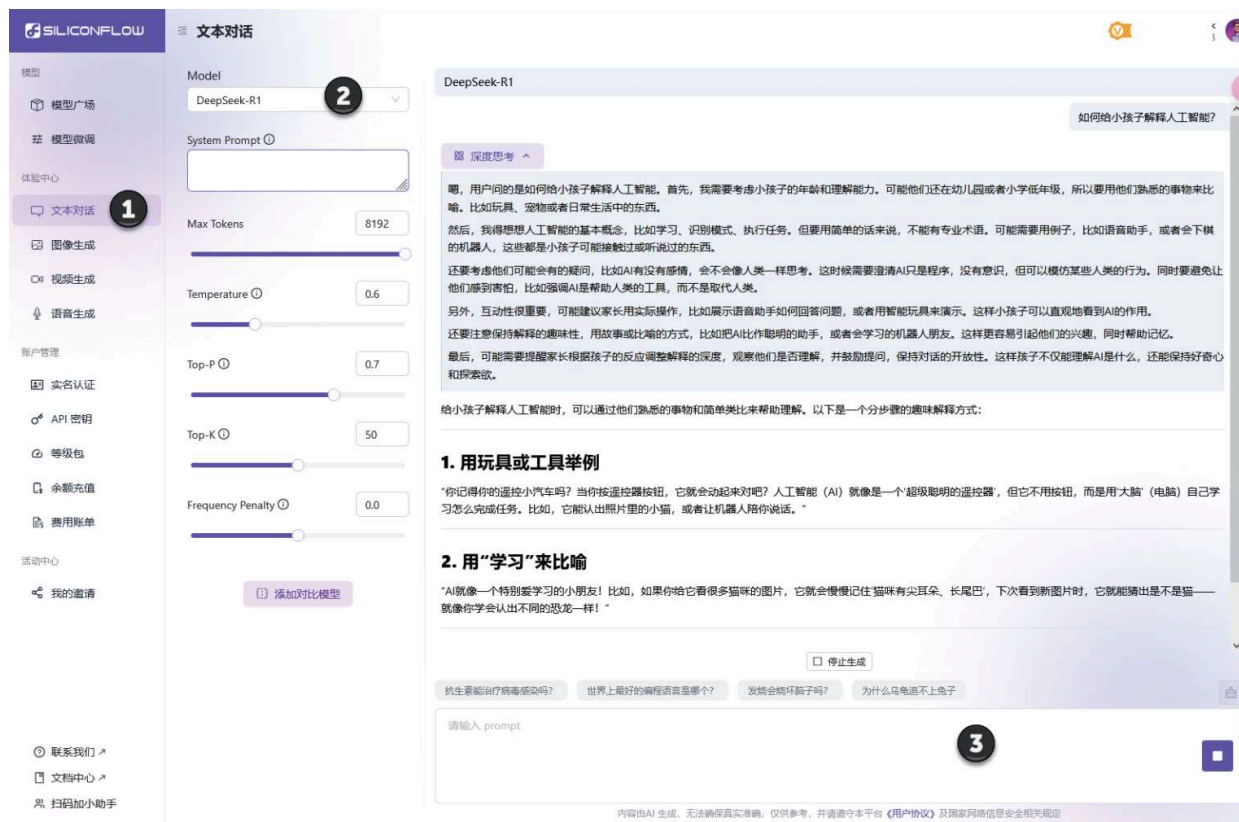 SILICONFLOW
文本对话
模型
模型广场
模型微调
体验中心
文本对话
1
图像生成
视频生成
语音生成
账户管理
实名认证
API 密钥
等级包
余额充值
费用账单
活动中心
我的邀请
联系我们
文档中心
扫码加小助手
Model
DeepSeek-R1
2
System Prompt
Max Tokens
8192
Temperature
0.6
Top-P
0.7
Top-K
50
Frequency Penalty
0.0
添加对比模型
DeepSeek-R1
如何给小孩子解释人工智能?
深度思考
嗯，用户问的是如何给小孩子解释人工智能。首先，我需要考虑小孩子的年龄和理解能力。可能他们还在幼儿园或者小学低年级，所以要用他们熟悉的事物来比
喻。比如玩具、宠物或者日常生活中的东西。
然后，我得想想人工智能的基本概念，比如学习、识别模式、执行任务。但要用简单的话来说，不能有专业术语。可能需要用例子，比如语音助手，或者会下棋
的机器人，这些都是小孩子可能接触过或听说过的东西。
还要考虑他们可能会有的疑问，比如AI有没有感情，会不会像人类一样思考。这时候需要澄清AI只是程序，没有意识，但可以模仿某些人类的行为。同时要避免让
他们感到害怕，比如强调AI是帮助人类的工具，而不是取代人类。
另外，互动性很重要，可能建议家长用实际操作，比如展示语音助手如何回答问题，或者用智能玩具来演示。这样小孩子可以直观地看到AI的作用。
还要注意保持解释的趣味性，用故事或比喻的方式，比如把AI比作聪明的助手，或者会学习的机器人朋友。这样更容易引起他们的兴趣，同时帮助记忆。
最后，可能需要提醒家长根据孩子的反应调整解释的深度，观察他们是否理解，并鼓励提问，保持对话的开放性。这样孩子不仅能理解AI是什么，还能保持好奇心
和探索欲。
给小孩子解释人工智能时，可以通过他们熟悉的事物和简单类比来帮助理解。以下是一个分步骤的趣味解释方式：
1. 用玩具或工具举例
“你记得你的遥控小汽车吗？当你按遥控器按钮，它就会动起来对吧？人工智能（AI）就像是一个‘超级聪明的遥控器’，但它不用按钮，而是用‘大脑’（电脑）自己学
习怎么完成任务。比如，它能认出照片里的小猫，或者让机器人陪你说话。”
2. 用“学习”来比喻
“AI就像一个特别爱学习的小朋友！比如，如果你给它看很多猫咪的图片，它就会慢慢记住‘猫咪有尖耳朵、长尾巴’，下次看到新图片时，它就能猜出是不是猫——
就像你学会认出不同的恐龙一样！”
停止生成
抗生素能治疗病毒感染吗?
世界上最好的编程语言是哪个?
发烧会烧坏脑子吗?
为什么乌龟追不上兔子
请输入 prompt
3
内容由AI 生成，无法确保真实准确，仅供参考，并请遵守本平台《用户协议》及国家网络信息安全相关规定